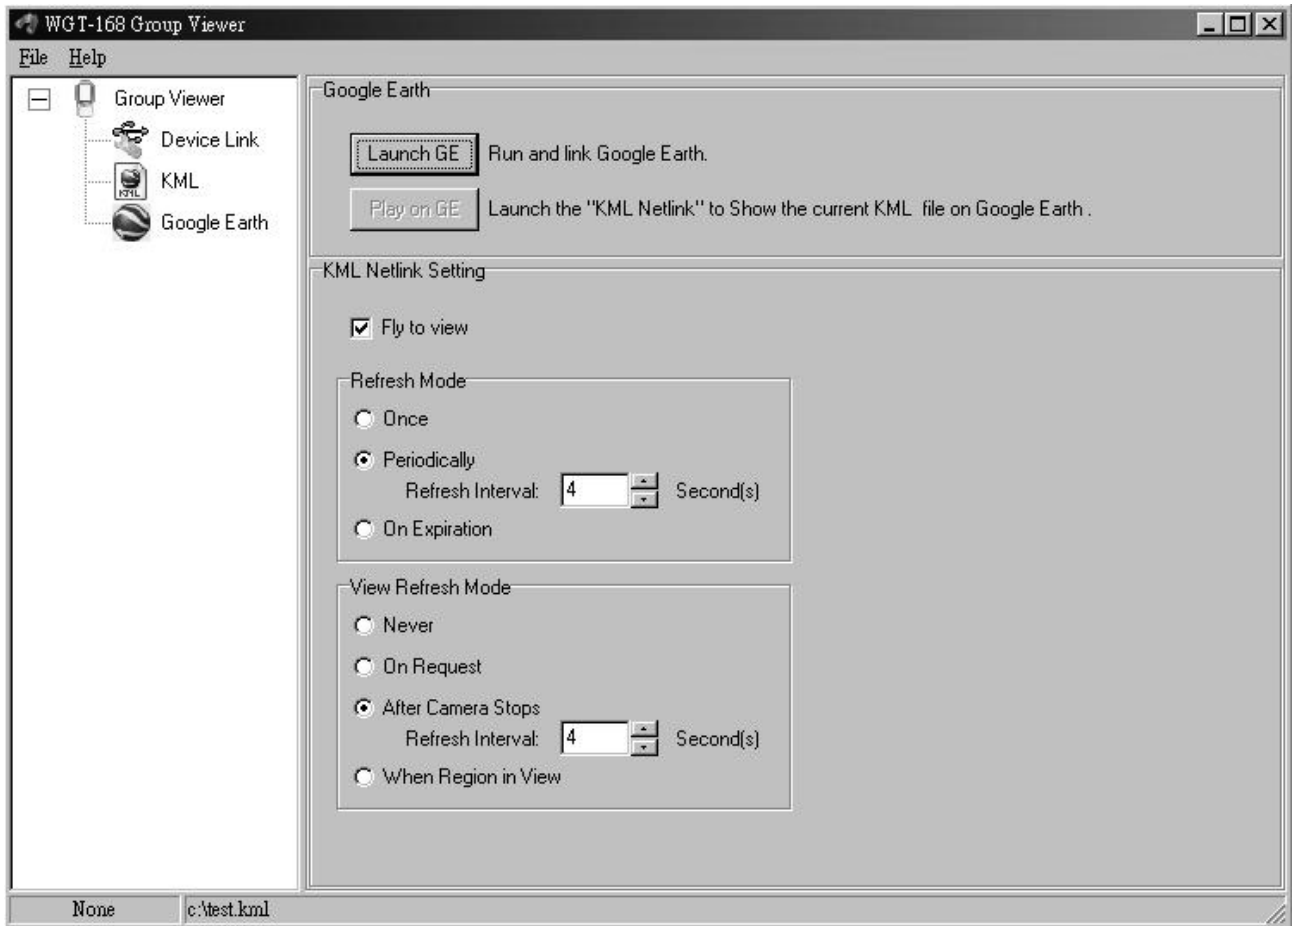 WGT-168 Group Viewer
File Help
Group Viewer
Device Link
KML
KML
Google Earth
Google Earth
Launch GE Run and link Google Earth.
Play on GE Launch the "KML Netlink" to Show the current KML file on Google Earth .
KML Netlink Setting
Fly to view
Refresh Mode
Once
Periodically
Refresh Interval: 4 Second(s)
On Expiration
View Refresh Mode
Never
On Request
After Camera Stops
Refresh Interval: 4 Second(s)
When Region in View
None c:\test.kml